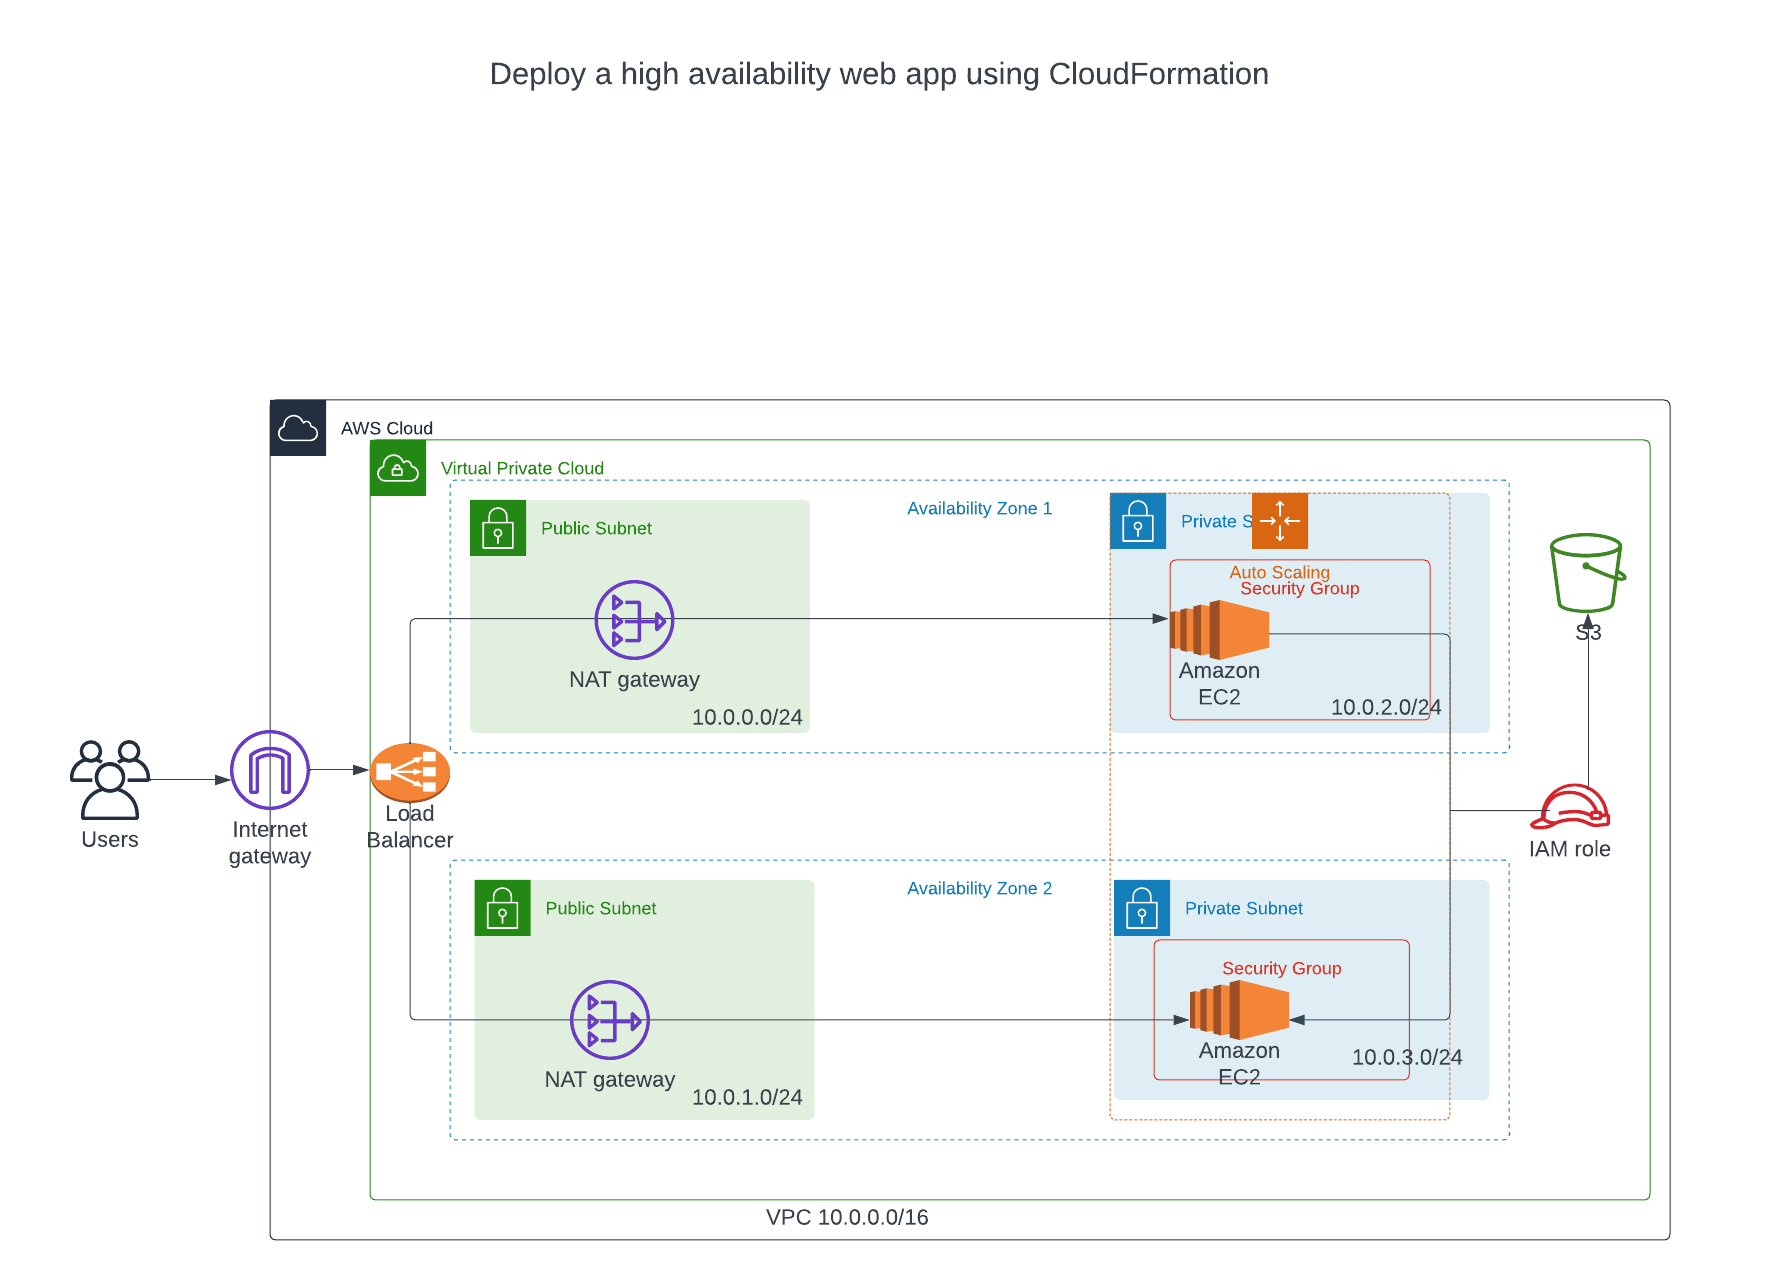 Deploy a high availability web app using CloudFormation
AWS Cloud
Virtual Private Cloud
Availability Zone 1
Public Subnet
NAT gateway
10.0.0.0/24
Private S
Auto Scaling
Security Group
Amazon
EC2
10.0.2.0/24
S3
Users
Internet
gateway
Load
Balancer
IAM role
Availability Zone 2
Public Subnet
NAT gateway
10.0.1.0/24
Private Subnet
Security Group
Amazon
EC2
10.0.3.0/24
VPC 10.0.0.0/16